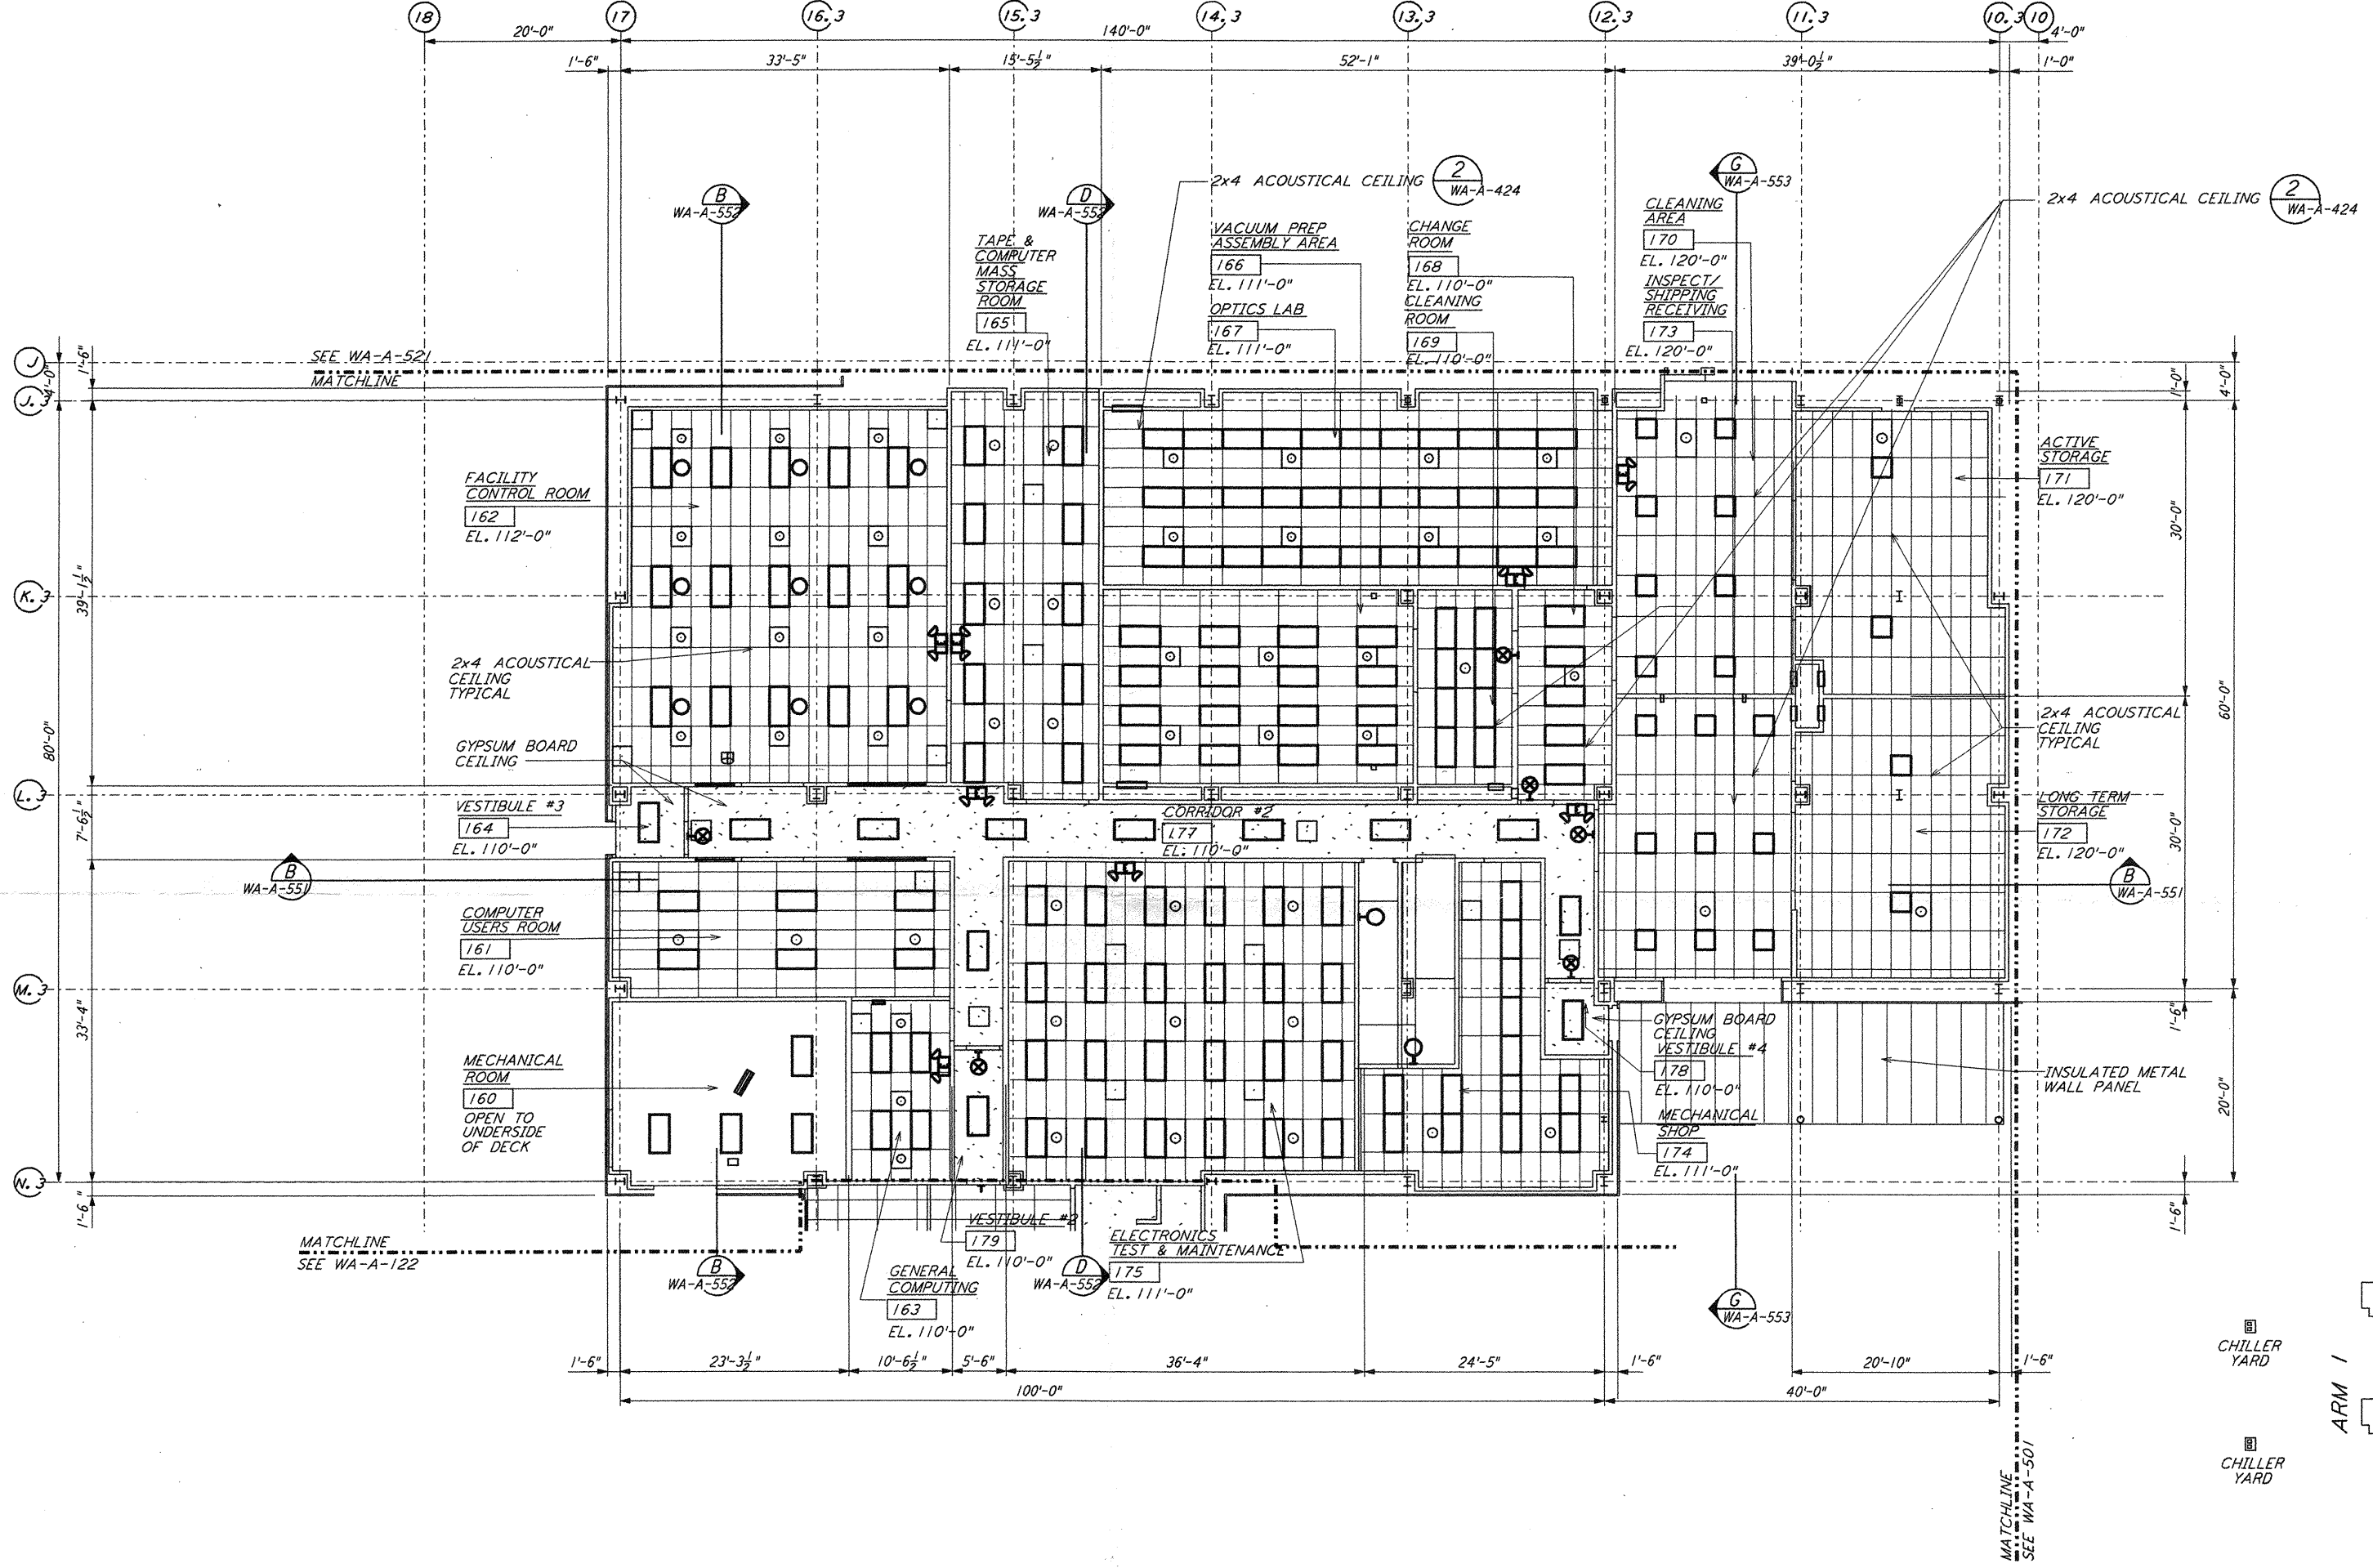 18
17
16.3
15.3
14.3
13.3
12.3
11.3
10.3
10
20'-0"
140'-0"
4'-0"
1'-6"
33'-5"
15'-5½"
52'-1"
39'-0½"
1'-0"
B
WA-A-552
D
WA-A-552
2x4 ACOUSTICAL CEILING
2
WA-A-424
G
WA-A-553
2x4 ACOUSTICAL CEILING
2
WA-A-424
TAPE &
COMPUTER
MASS
STORAGE
ROOM
165
EL. 111'-0"
VACUUM PREP
ASSEMBLY AREA
166
EL. 111'-0"
OPTICS LAB
167
EL. 111'-0"
CHANGE
ROOM
168
EL. 110'-0"
CLEANING
ROOM
169
EL. 110'-0"
CLEANING
AREA
170
EL. 120'-0"
INSPECT/
SHIPPING
RECEIVING
173
EL. 120'-0"
J
J.3
K.3
L.3
M.3
N.3
1'-6"
4'-0"
39'-1½"
80'-0"
7'-6½"
33'-4"
1'-6"
SEE WA-A-521
MATCHLINE
FACILITY
CONTROL ROOM
162
EL. 112'-0"
2x4 ACOUSTICAL
CEILING
TYPICAL
GYPSUM BOARD
CEILING
VESTIBULE #3
164
EL. 110'-0"
B
WA-A-551
COMPUTER
USERS ROOM
161
EL. 110'-0"
MECHANICAL
ROOM
160
OPEN TO
UNDERSIDE
OF DECK
CORRIDOR #2
177
EL. 110'-0"
ACTIVE
STORAGE
171
EL. 120'-0"
2x4 ACOUSTICAL
CEILING
TYPICAL
LONG TERM
STORAGE
172
EL. 120'-0"
B
WA-A-551
1'-0"
4'-0"
30'-0"
60'-0"
30'-0"
1'-6"
20'-0"
1'-6"
GYPSUM BOARD
CEILING
VESTIBULE #4
178
EL. 110'-0"
MECHANICAL
SHOP
174
EL. 111'-0"
INSULATED METAL
WALL PANEL
MATCHLINE
SEE WA-A-122
B
WA-A-552
VESTIBULE #2
179
EL. 110'-0"
GENERAL
COMPUTING
163
EL. 110'-0"
D
WA-A-552
ELECTRONICS
TEST & MAINTENANCE
175
EL. 111'-0"
G
WA-A-553
1'-6"
23'-3½"
10'-6½"
5'-6"
36'-4"
24'-5"
1'-6"
20'-10"
1'-6"
100'-0"
40'-0"
MATCHLINE
SEE WA-A-501
CHILLER
YARD
CHILLER
YARD
ARM 1